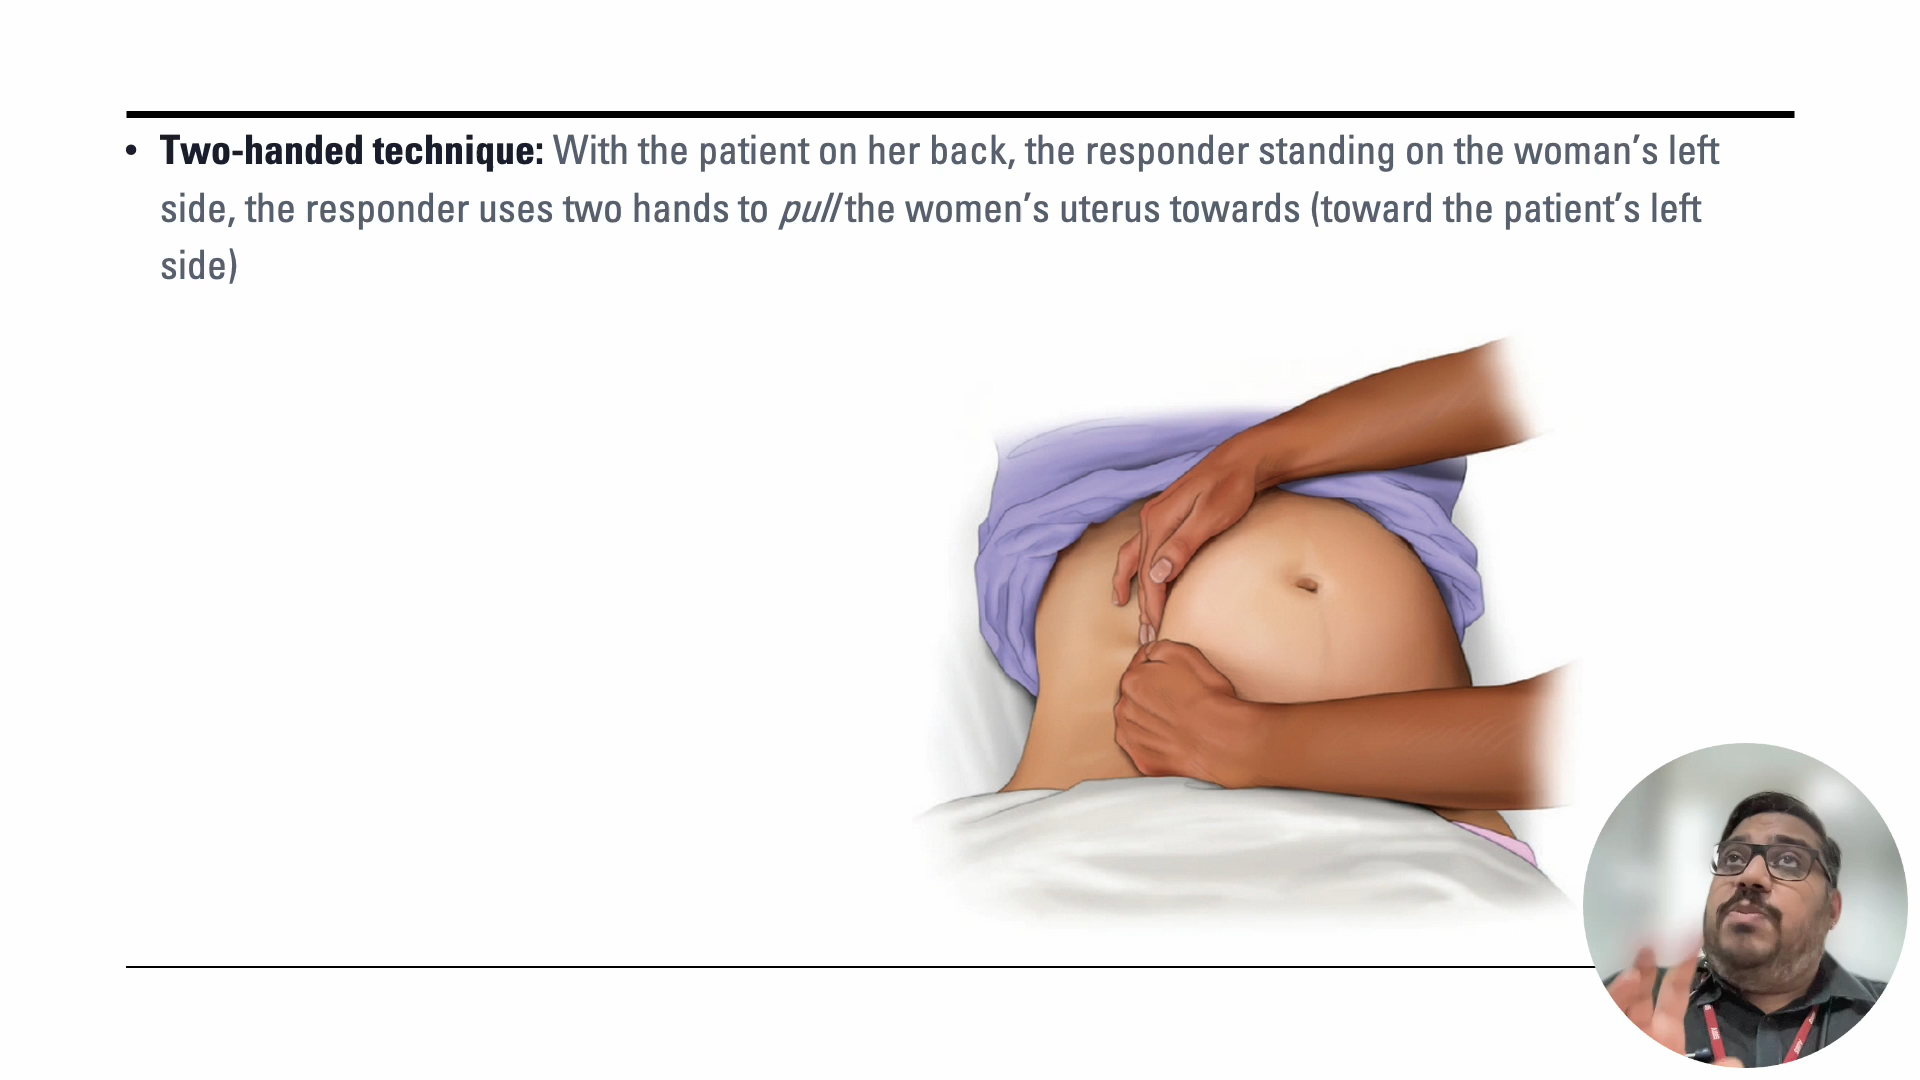 • Two-handed technique: With the patient on her back, the responder standing on the woman’s left
side, the responder uses two hands to pull the women’s uterus towards (toward the patient’s left
side)